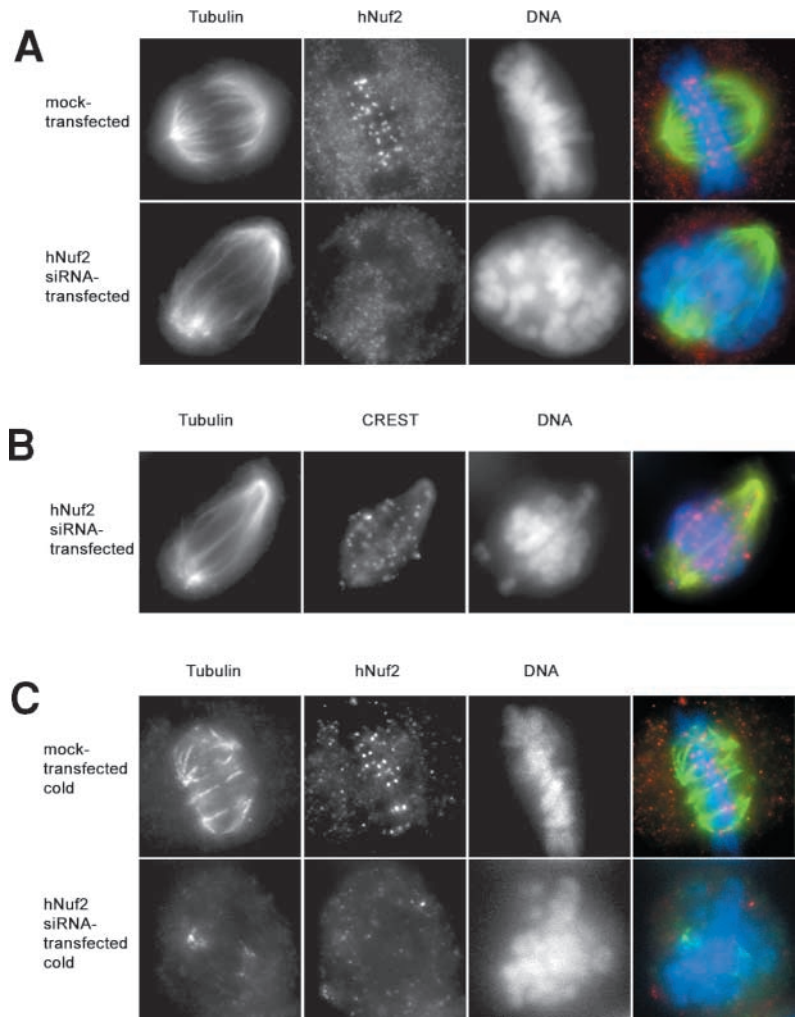 A
Tubulin hNuf2 DNA
mock-
transfected
hNuf2
siRNA-
transfected
B
Tubulin CREST DNA
hNuf2
siRNA-
transfected
C
Tubulin hNuf2 DNA
mock-
transfected
cold
hNuf2
siRNA-
transfected
cold